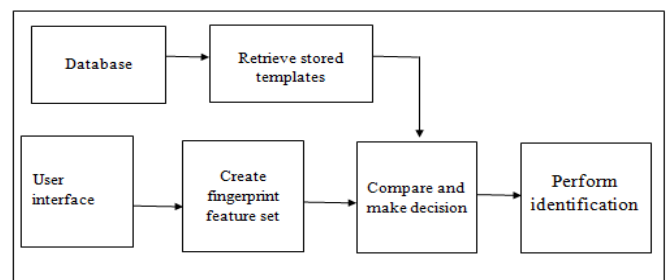 Database
Retrieve stored
templates
User
interface
Create
fingerprint
feature set
Compare and
make decision
Perform
identification